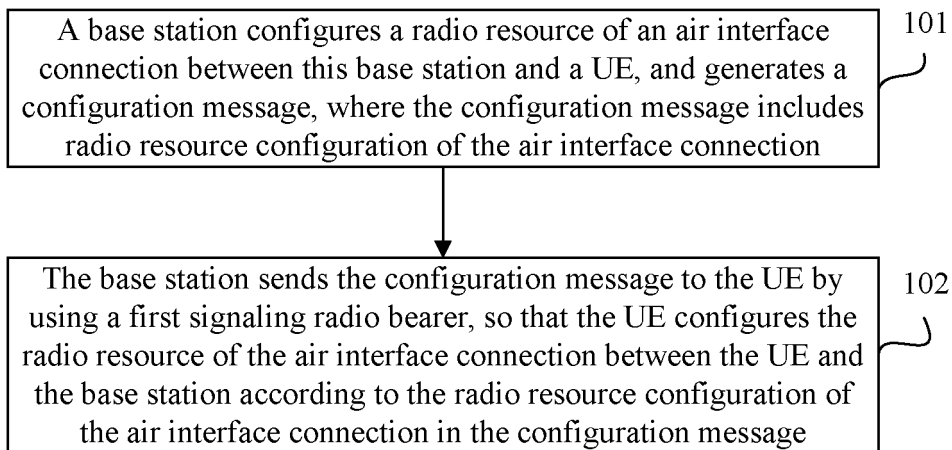 A base station configures a radio resource of an air interface
connection between this base station and a UE, and generates a
configuration message, where the configuration message includes
radio resource configuration of the air interface connection
101
The base station sends the configuration message to the UE by
using a first signaling radio bearer, so that the UE configures the
radio resource of the air interface connection between the UE and
the base station according to the radio resource configuration of
the air interface connection in the configuration message
102